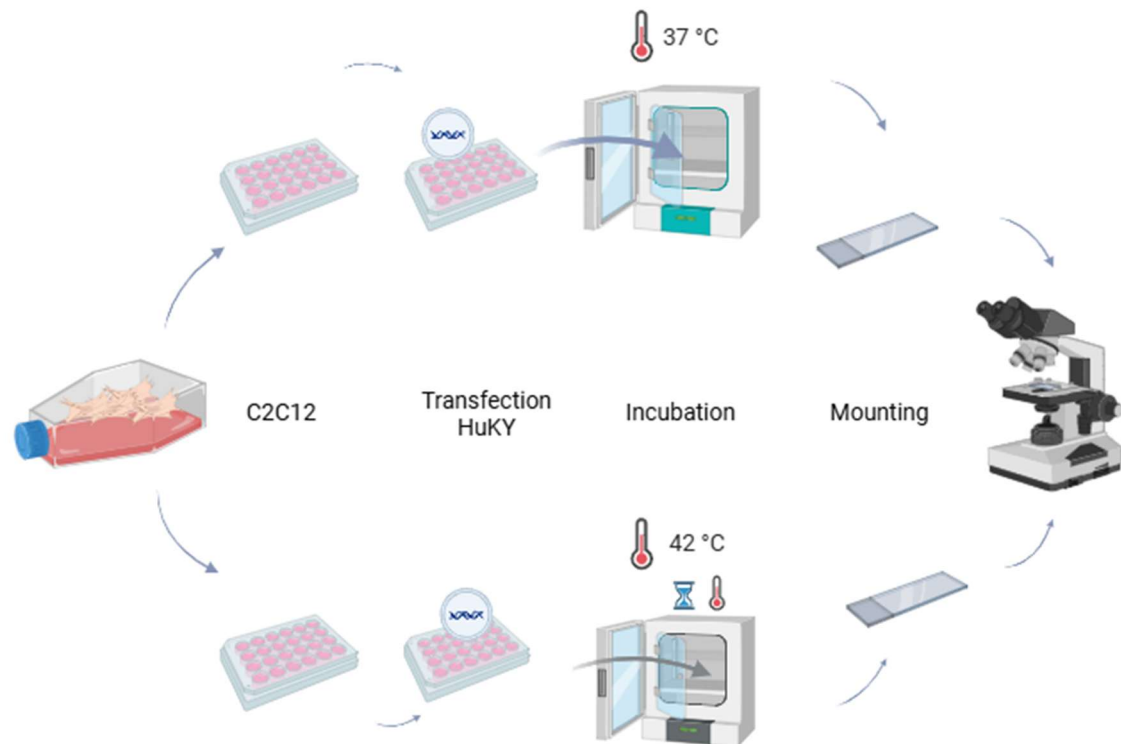 37 °C
C2C12
Transfection
HuKY
Incubation
Mounting
42 °C